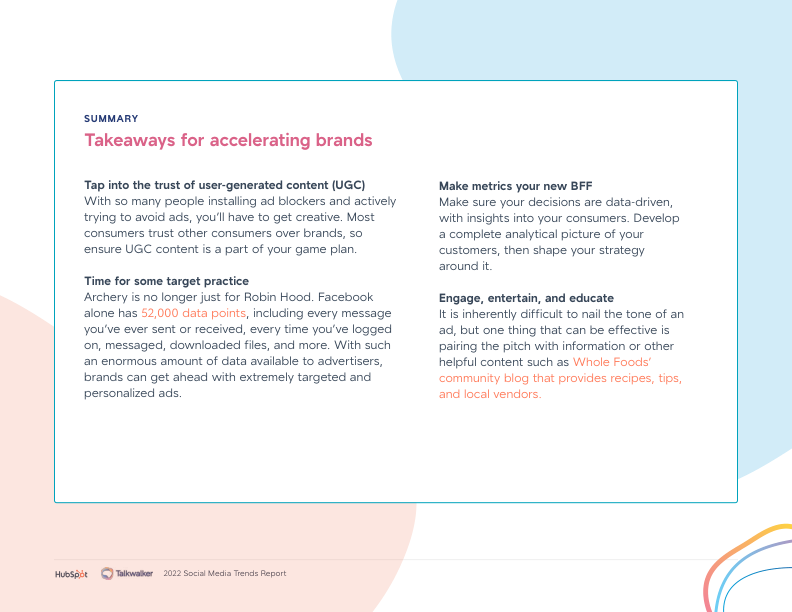 SUMMARY
Takeaways for accelerating brands
Tap into the trust of user-generated content (UGC)
With so many people installing ad blockers and actively
trying to avoid ads, you’ll have to get creative. Most
consumers trust other consumers over brands, so
ensure UGC content is a part of your game plan.
Time for some target practice
Archery is no longer just for Robin Hood. Facebook
alone has 52,000 data points, including every message
you’ve ever sent or received, every time you’ve logged
on, messaged, downloaded files, and more. With such
an enormous amount of data available to advertisers,
brands can get ahead with extremely targeted and
personalized ads.
Make metrics your new BFF
Make sure your decisions are data-driven,
with insights into your consumers. Develop
a complete analytical picture of your
customers, then shape your strategy
around it.
Engage, entertain, and educate
It is inherently difficult to nail the tone of an
ad, but one thing that can be effective is
pairing the pitch with information or other
helpful content such as Whole Foods’
community blog that provides recipes, tips,
and local vendors.
HubSpot Talkwalker 2022 Social Media Trends Report